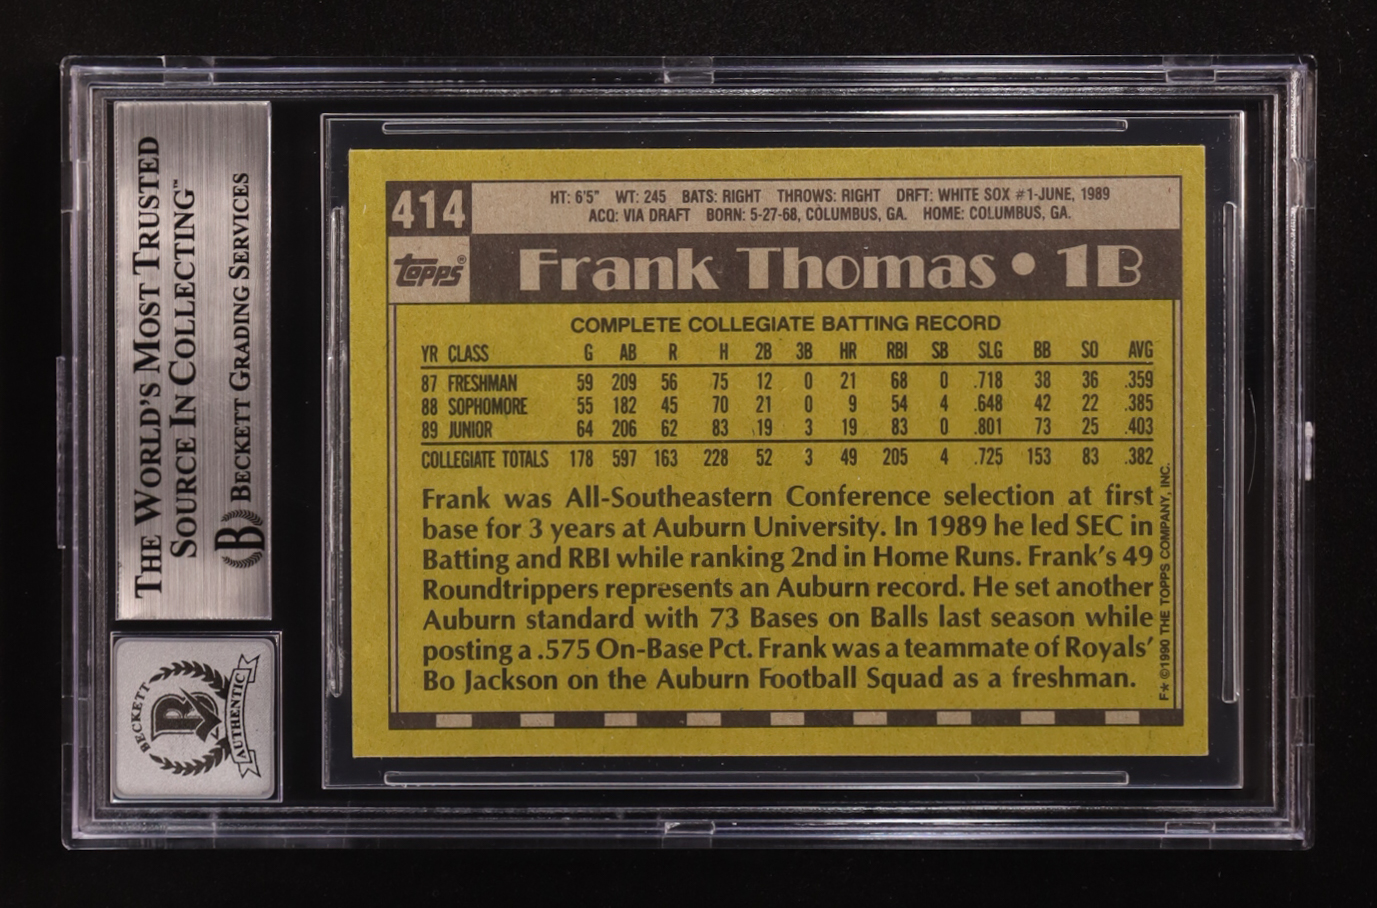 THE WORLD'S MOST TRUSTED
SOURCE IN COLLECTING™
B BECKETT GRADING SERVICES
BECKETT
B
AUTHENTIC
414
HT: 6'5" WT: 245 BATS: RIGHT THROWS: RIGHT DRFT: WHITE SOX #1-JUNE, 1989
ACQ: VIA DRAFT BORN: 5-27-68, COLUMBUS, GA. HOME: COLUMBUS, GA.
topps®
Frank Thomas • 1B
COMPLETE COLLEGIATE BATTING RECORD
YR CLASS G AB R H 2B 3B HR RBI SB SLG BB SO AVG
87 FRESHMAN 59 209 56 75 12 0 21 68 0 .718 38 36 .359
88 SOPHOMORE 55 182 45 70 21 0 9 54 4 .648 42 22 .385
89 JUNIOR 64 206 62 83 19 3 19 83 0 .801 73 25 .403
COLLEGIATE TOTALS 178 597 163 228 52 3 49 205 4 .725 153 83 .382
Frank was All-Southeastern Conference selection at first
base for 3 years at Auburn University. In 1989 he led SEC in
Batting and RBI while ranking 2nd in Home Runs. Frank's 49
Roundtrippers represents an Auburn record. He set another
Auburn standard with 73 Bases on Balls last season while
posting a .575 On-Base Pct. Frank was a teammate of Royals'
Bo Jackson on the Auburn Football Squad as a freshman.
F* ©1990 THE TOPPS COMPANY, INC.